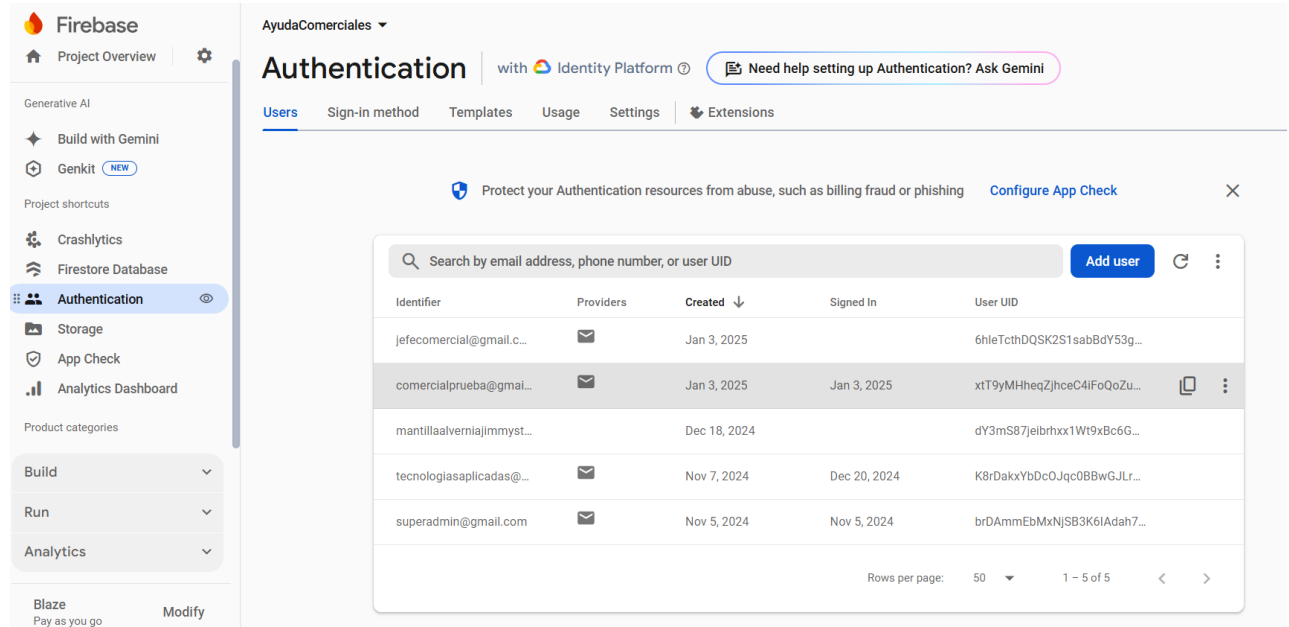 Firebase
Project Overview
Generative AI
Build with Gemini
Genkit NEW
Project shortcuts
Crashlytics
Firestore Database
Authentication
Storage
App Check
Analytics Dashboard
Product categories
Build
Run
Analytics
Blaze
Pay as you go
Modify
AyudaComerciales
Authentication with Identity Platform Need help setting up Authentication? Ask Gemini
Users Sign-in method Templates Usage Settings Extensions
Protect your Authentication resources from abuse, such as billing fraud or phishing Configure App Check
Search by email address, phone number, or user UID Add user
Identifier Providers Created Signed In User UID
jefecomercial@gmail.c... Jan 3, 2025 6hleTcthDQSK2S1sabBdY53g...
comercialprueba@gmai... Jan 3, 2025 Jan 3, 2025 xtT9yMHheqZjhceC4iFoQoZu...
mantillaalverniajimmyst... Dec 18, 2024 dY3mS87jeibrhxx1Wt9xBc6G...
tecnologiasaplicadas@... Nov 7, 2024 Dec 20, 2024 K8rDakxYbDcOJqc0BBwGJLr...
superadmin@gmail.com Nov 5, 2024 Nov 5, 2024 brDAmmEbMxNjSB3K6IAdah7...
Rows per page: 50 1 – 5 of 5